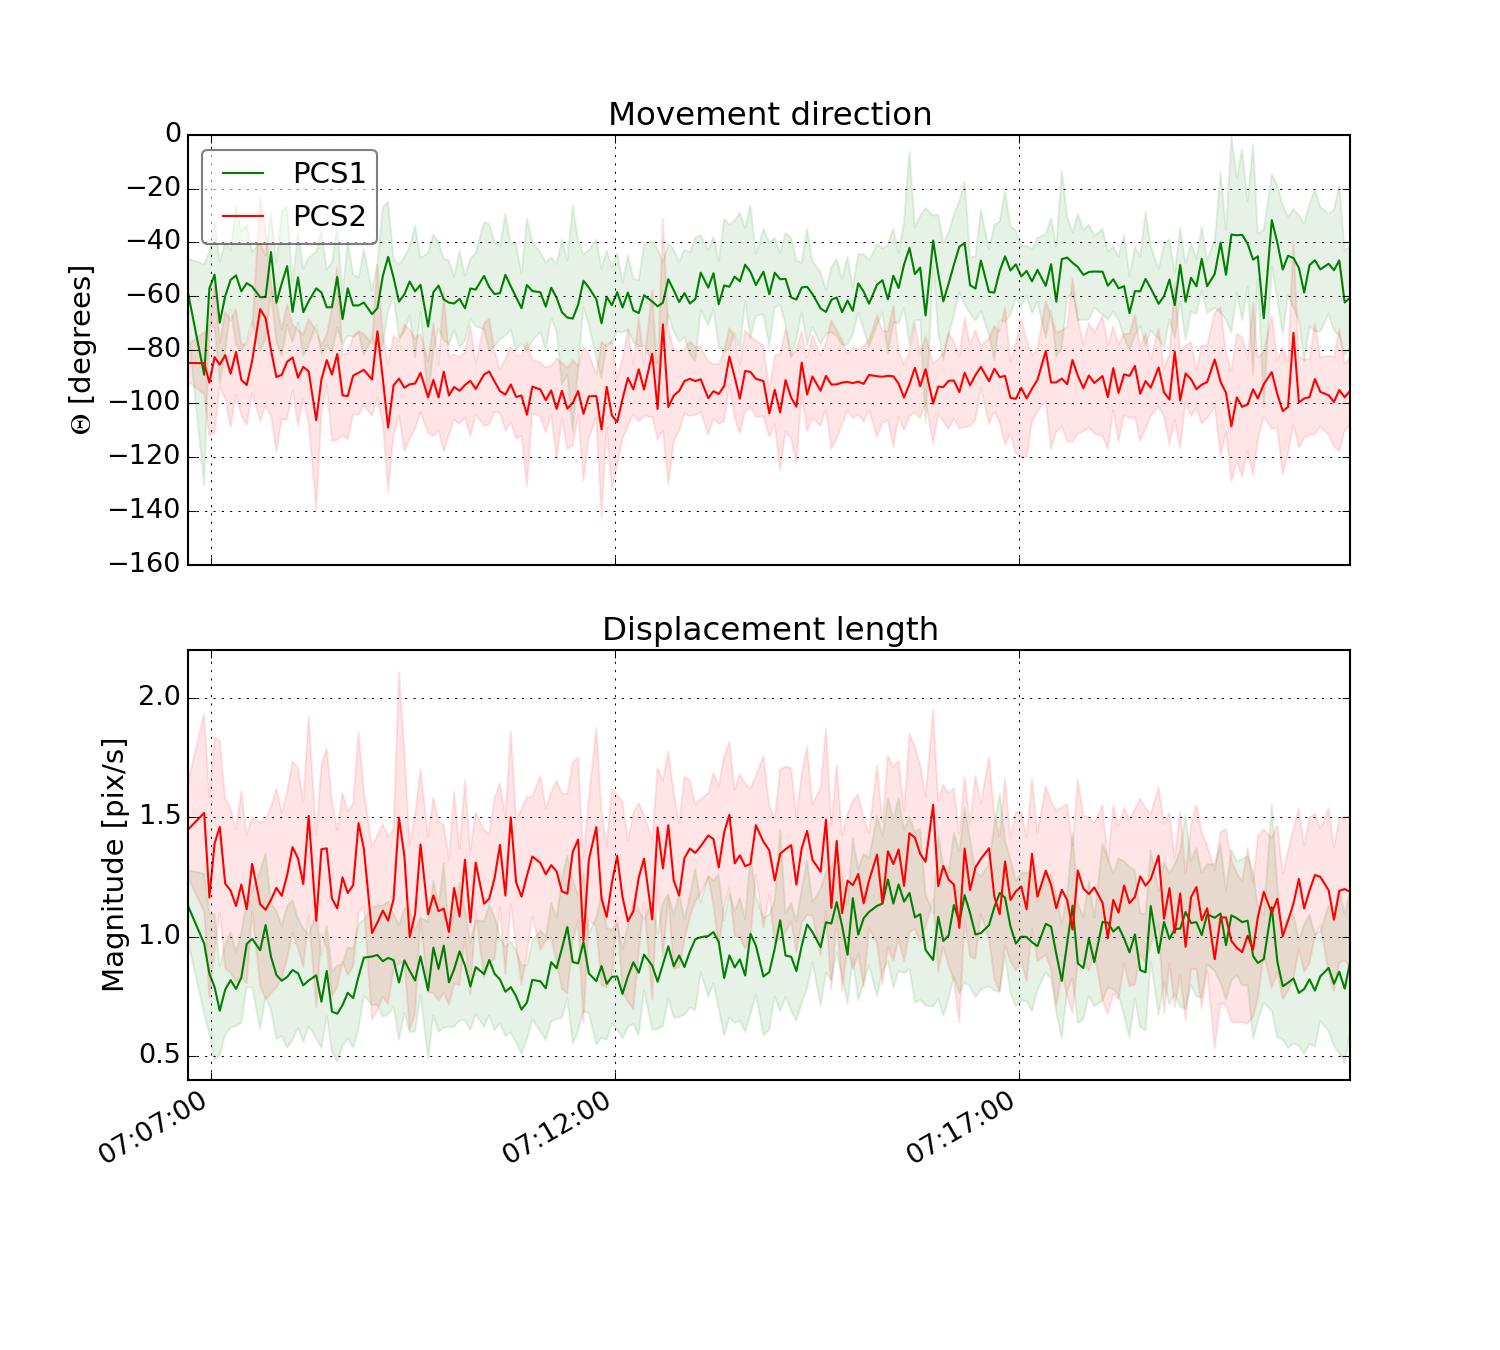 Movement direction
0
−20
−40
−60
−80
−100
−120
−140
−160
Θ [degrees]
PCS1
PCS2
Displacement length
2.0
1.5
1.0
0.5
Magnitude [pix/s]
07:07:00
07:12:00
07:17:00